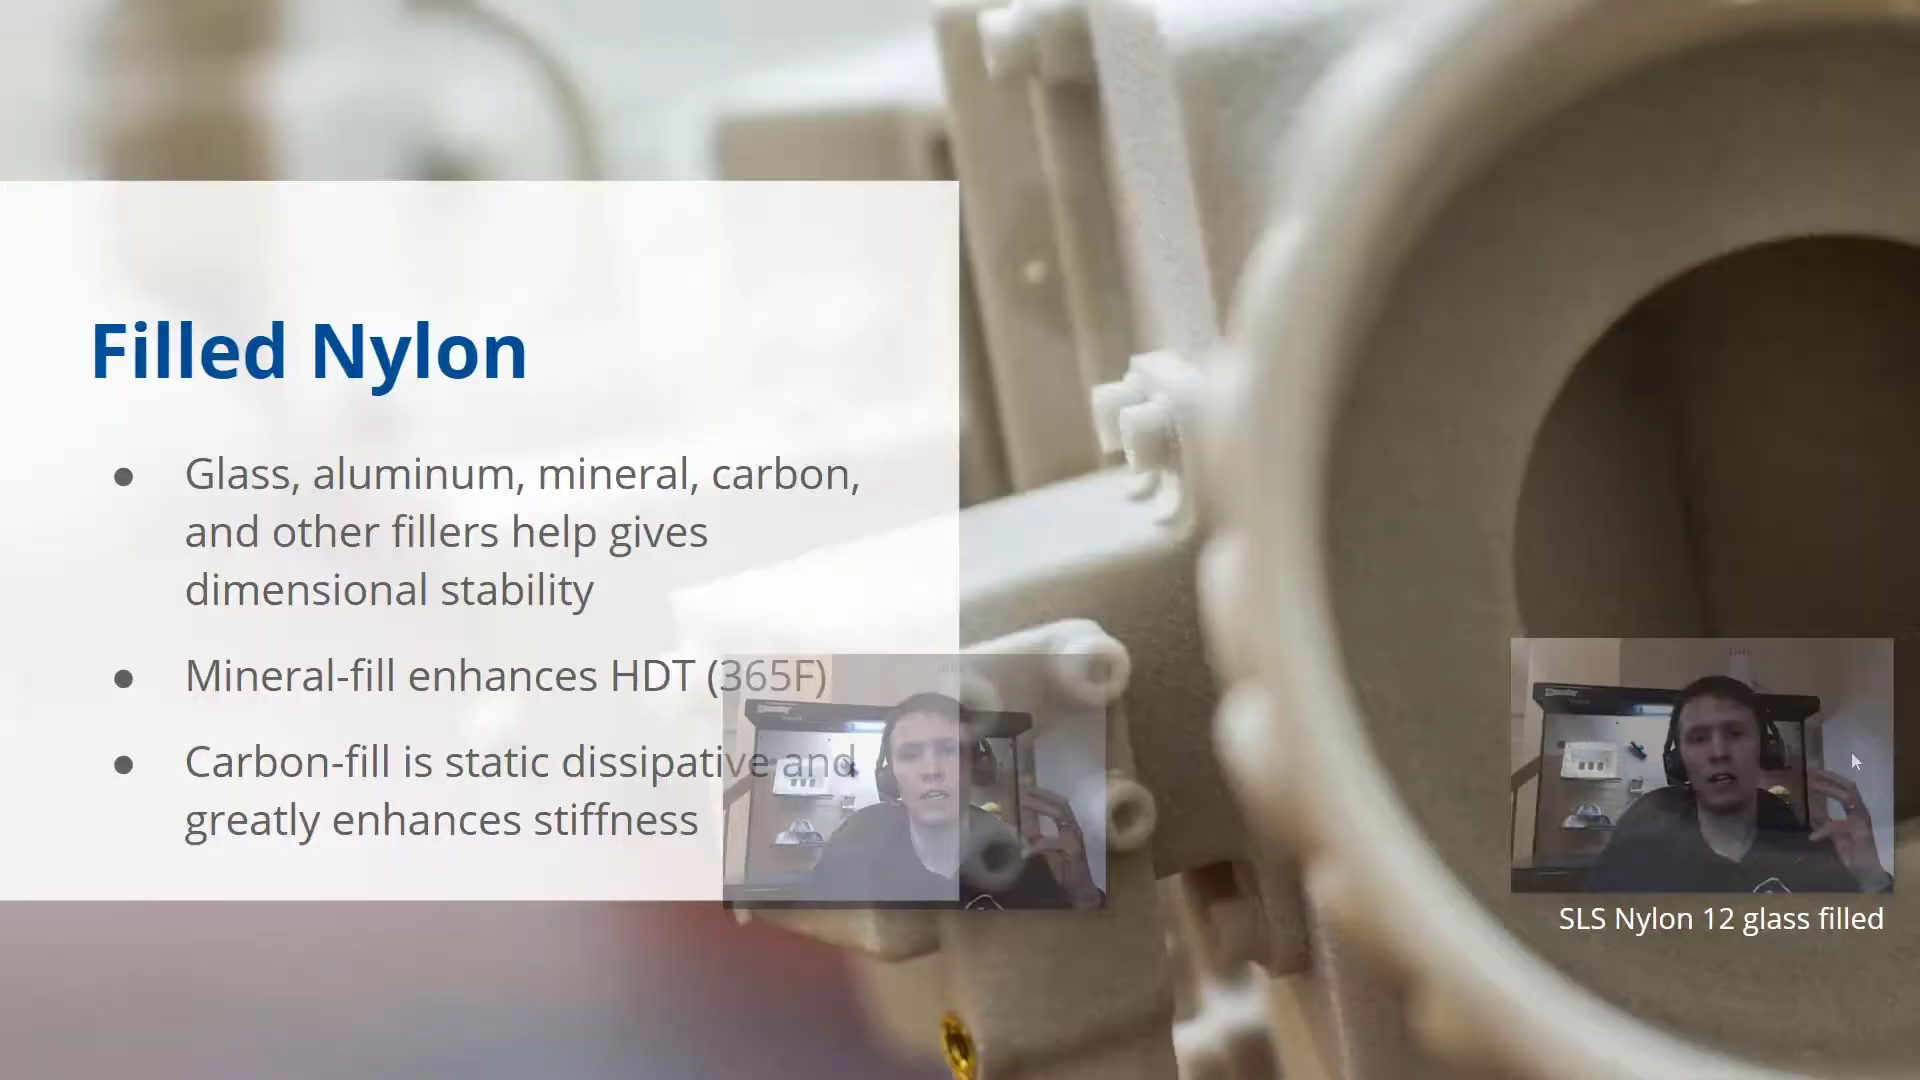 Filled Nylon
● Glass, aluminum, mineral, carbon,
and other fillers help gives
dimensional stability
● Mineral-fill enhances HDT (365F)
● Carbon-fill is static dissipative and
greatly enhances stiffness
SLS Nylon 12 glass filled